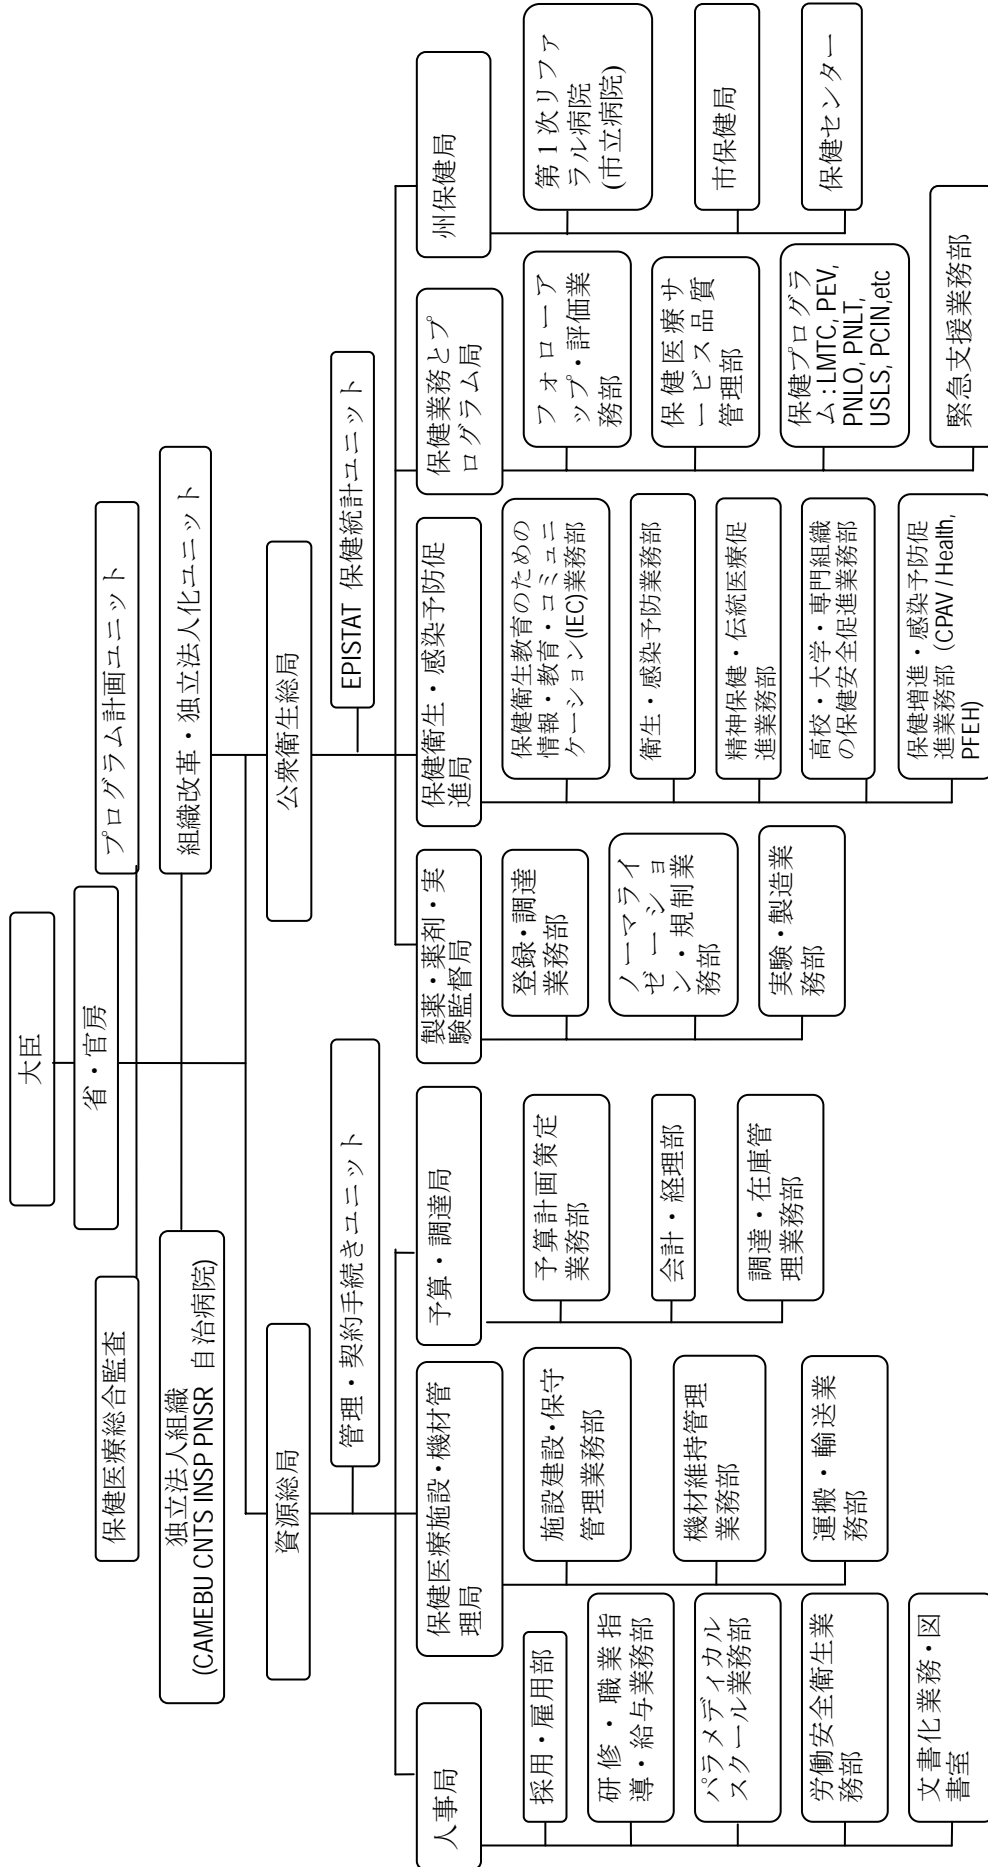 大臣
省・官房
保健医療総合監査
プログラム計画ユニット
独立法人組織
(CAMEBU CNTS INSP PNSR 自治病院)
組織改革・独立法人化ユニット
資源総局
公衆衛生総局
管理・契約手続きユニット
EPISTAT 保健統計ユニット
人事局
採用・雇用部
研修・職業指
導・給与業務部
パラメディカル
スクール業務部
労働安全衛生業
務部
文書化業務・図
書室
保健医療施設・機材管
理局
施設建設・保守
管理業務部
機材維持管理
業務部
運搬・輸送業
務部
予算・調達局
予算計画策定
業務部
会計・経理部
調達・在庫管
理業務部
製薬・薬剤・実
験監督局
登録・調達
業務部
ノーマライ
ゼーショ
ン・規制業
務部
実験・製造業
務部
保健衛生・感染予防促
進局
保健衛生教育のための
情報・教育・コミュニ
ケーション(IEC)業務部
衛生・感染予防業務部
精神保健・伝統医療促
進業務部
高校・大学・専門組織
の保健安全促進業務部
保健増進・感染予防促
進業務部（CPAV / Health,
PFEH)
保健業務とプ
ログラム局
フォローア
ップ・評価業
務部
保健医療サ
ービス品質
管理部
保健プログラ
ム:LMTC, PEV,
PNLO, PNLT,
USLS, PCIN,etc
緊急支援業務部
州保健局
第1次リファ
ラル病院
(市立病院)
市保健局
保健センター